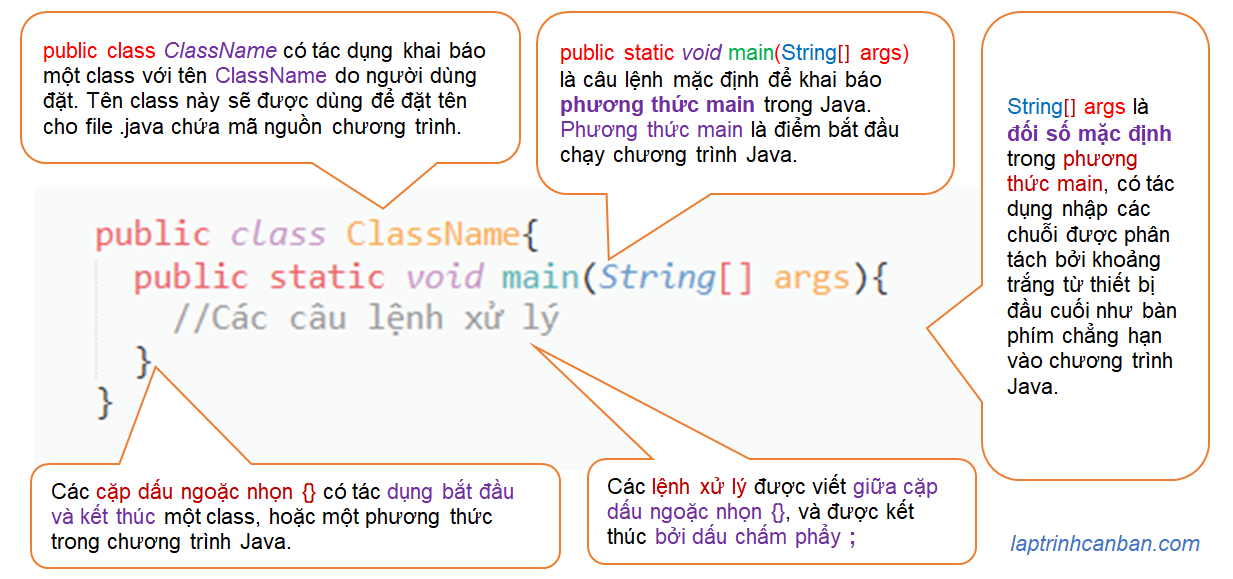 public class ClassName có tác dụng khai báo
một class với tên ClassName do người dùng
đặt. Tên class này sẽ được dùng để đặt tên
cho file .java chứa mã nguồn chương trình.
public static void main(String[] args)
là câu lệnh mặc định để khai báo
phương thức main trong Java.
Phương thức main là điểm bắt đầu
chạy chương trình Java.
String[] args là
đối số mặc định
trong phương
thức main, có tác
dụng nhập các
chuỗi được phân
tách bởi khoảng
trắng từ thiết bị
đầu cuối như bàn
phím chẳng hạn
vào chương trình
Java.
public class ClassName{
public static void main(String[] args){
//Các câu lệnh xử lý
}
}
Các cặp dấu ngoặc nhọn {} có tác dụng bắt đầu
và kết thúc một class, hoặc một phương thức
trong chương trình Java.
Các lệnh xử lý được viết giữa cặp
dấu ngoặc nhọn {}, và được kết
thúc bởi dấu chấm phẩy ;
laptrinhcanban.com